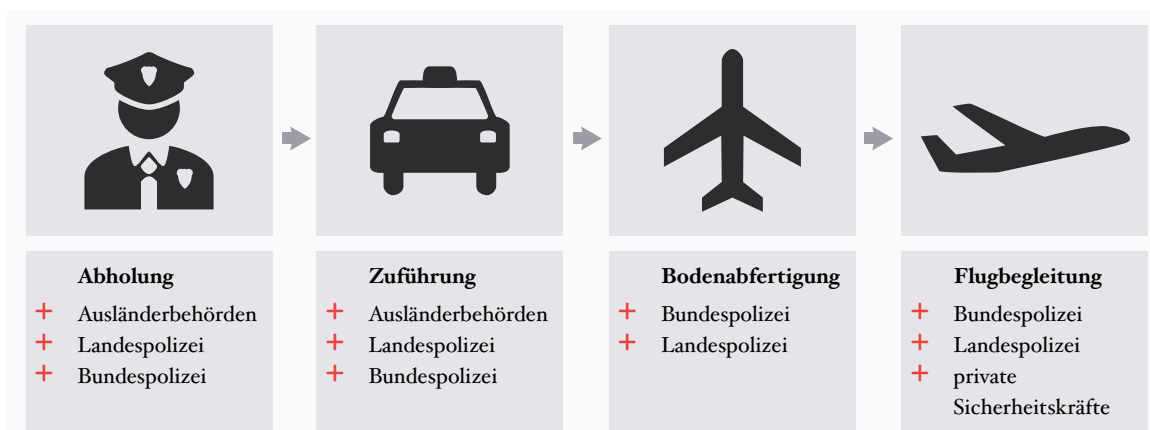 Abholung
+ Ausländerbehörden
+ Landespolizei
+ Bundespolizei
Zuführung
+ Ausländerbehörden
+ Landespolizei
+ Bundespolizei
Bodenabfertigung
+ Bundespolizei
+ Landespolizei
Flugbegleitung
+ Bundespolizei
+ Landespolizei
+ private
Sicherheitskräfte